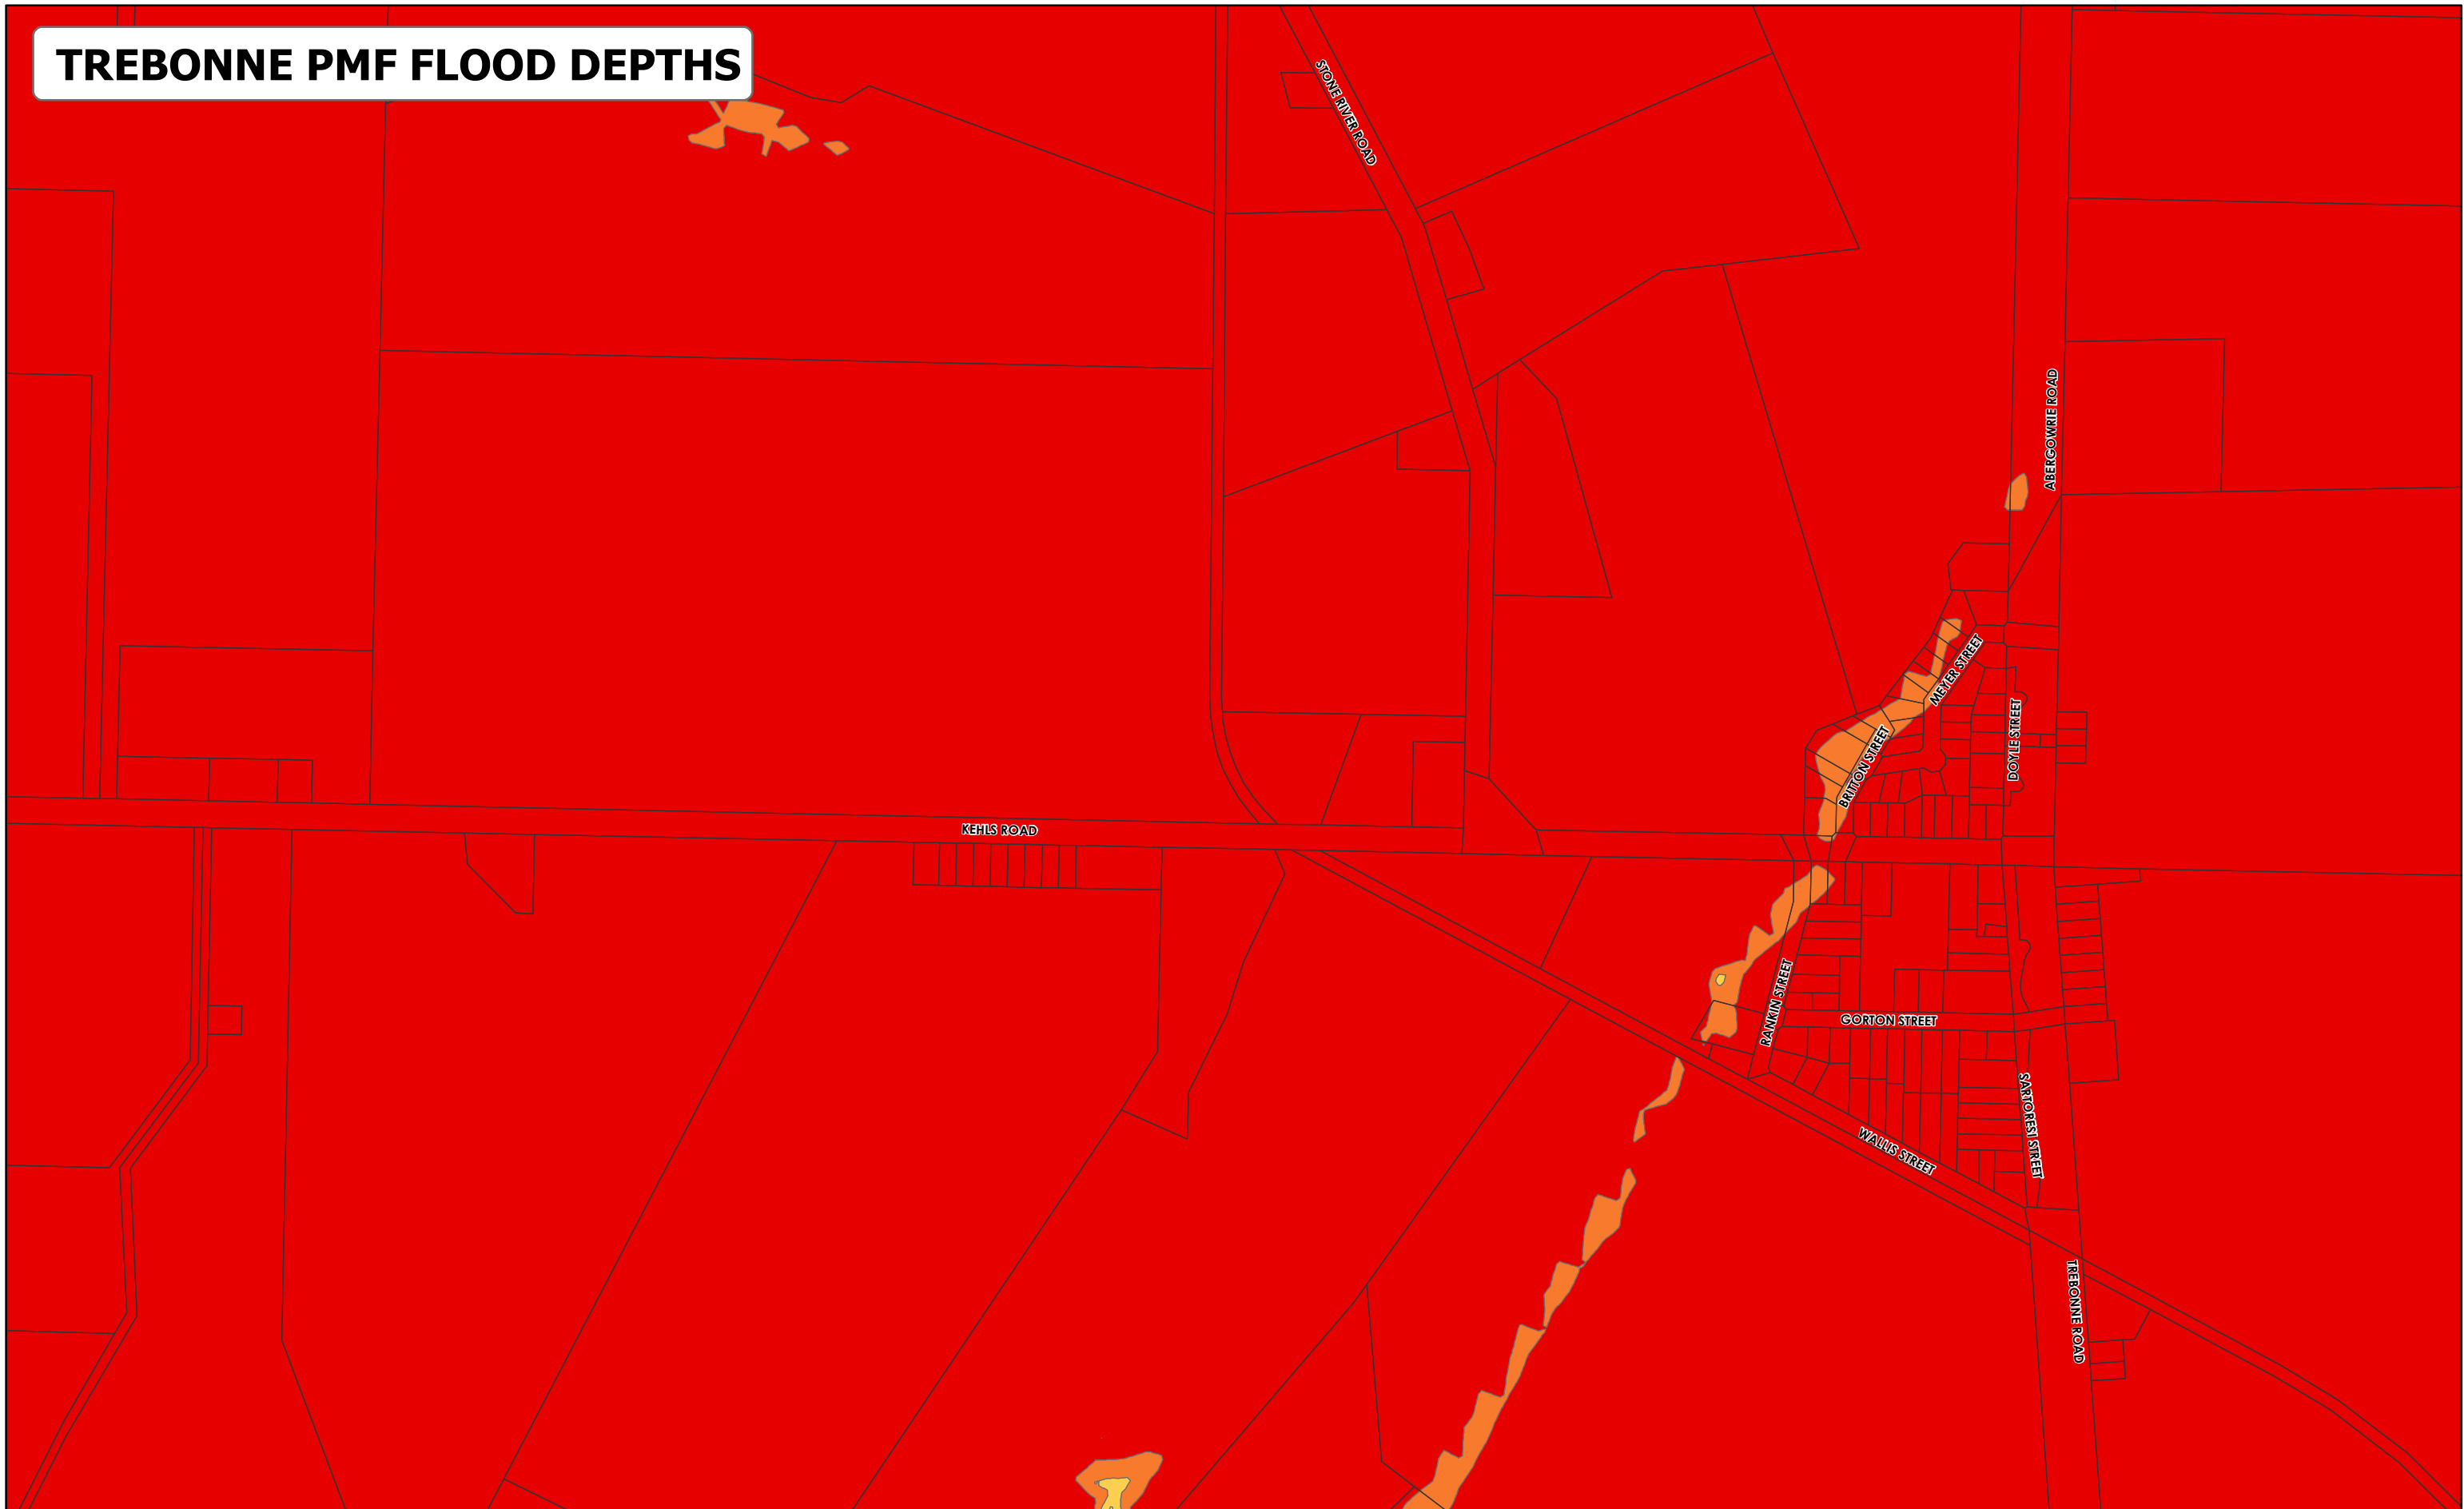 TREBONNE PMF FLOOD DEPTHS
STONE RIVER ROAD
ABERGOWRIE ROAD
MEYER STREET
DOYLE STREET
BRITON STREET
KEHLS ROAD
RANKIN STREET
GORTON STREET
SARTORESI STREET
WALLIS STREET
TREBONNE ROAD